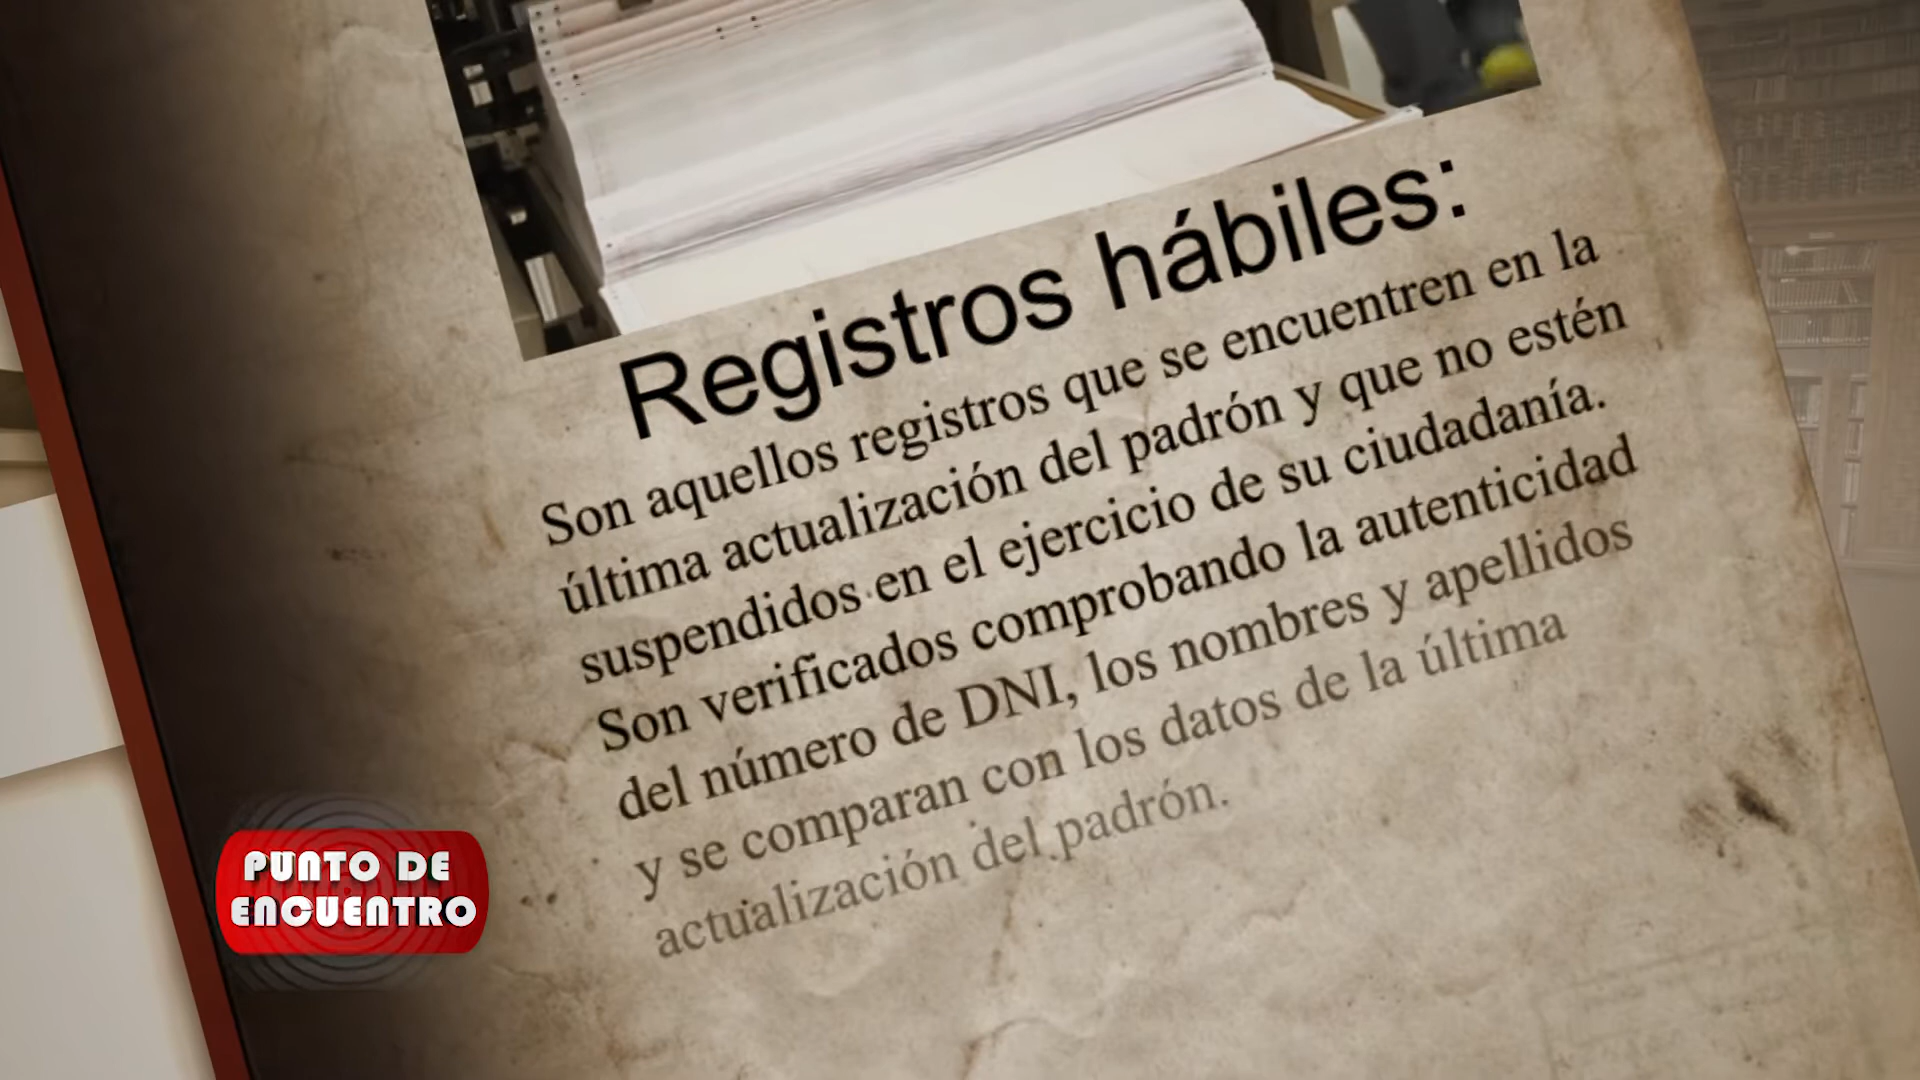 Registros hábiles:
Son aquellos registros que se encuentren en la
última actualización del padrón y que no estén
suspendidos en el ejercicio de su ciudadanía.
Son verificados comprobando la autenticidad
del número de DNI, los nombres y apellidos
y se comparan con los datos de la última
actualización del padrón.
PUNTO DE
ENCUENTRO